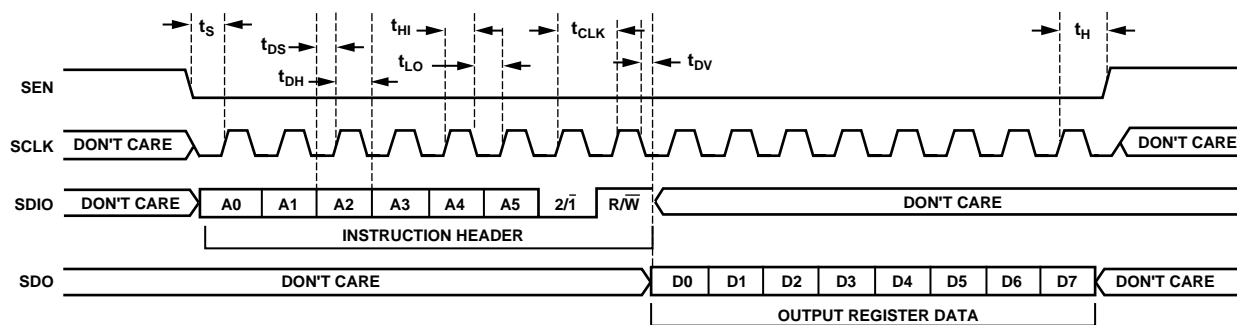 tS
tDS
tHI
tCLK
tH
tDH
tLO
tDV
SEN
SCLK DON'T CARE DON'T CARE
SDIO DON'T CARE A0 A1 A2 A3 A4 A5 2/1̅ R/W̅ DON'T CARE
INSTRUCTION HEADER
SDO DON'T CARE D0 D1 D2 D3 D4 D5 D6 D7 DON'T CARE
OUTPUT REGISTER DATA